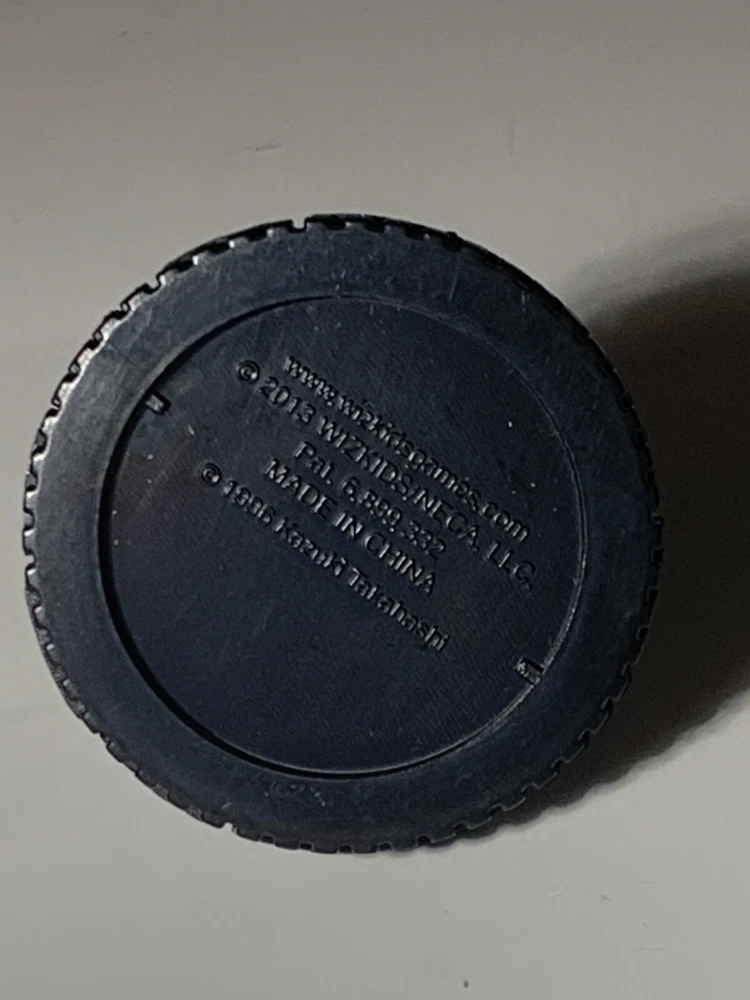 www.wizkidsgames.com
© 2013 WIZKIDS/NECA, LLC.
Pat. 6,899,332
MADE IN CHINA
© 1996 Kazuki Takahashi